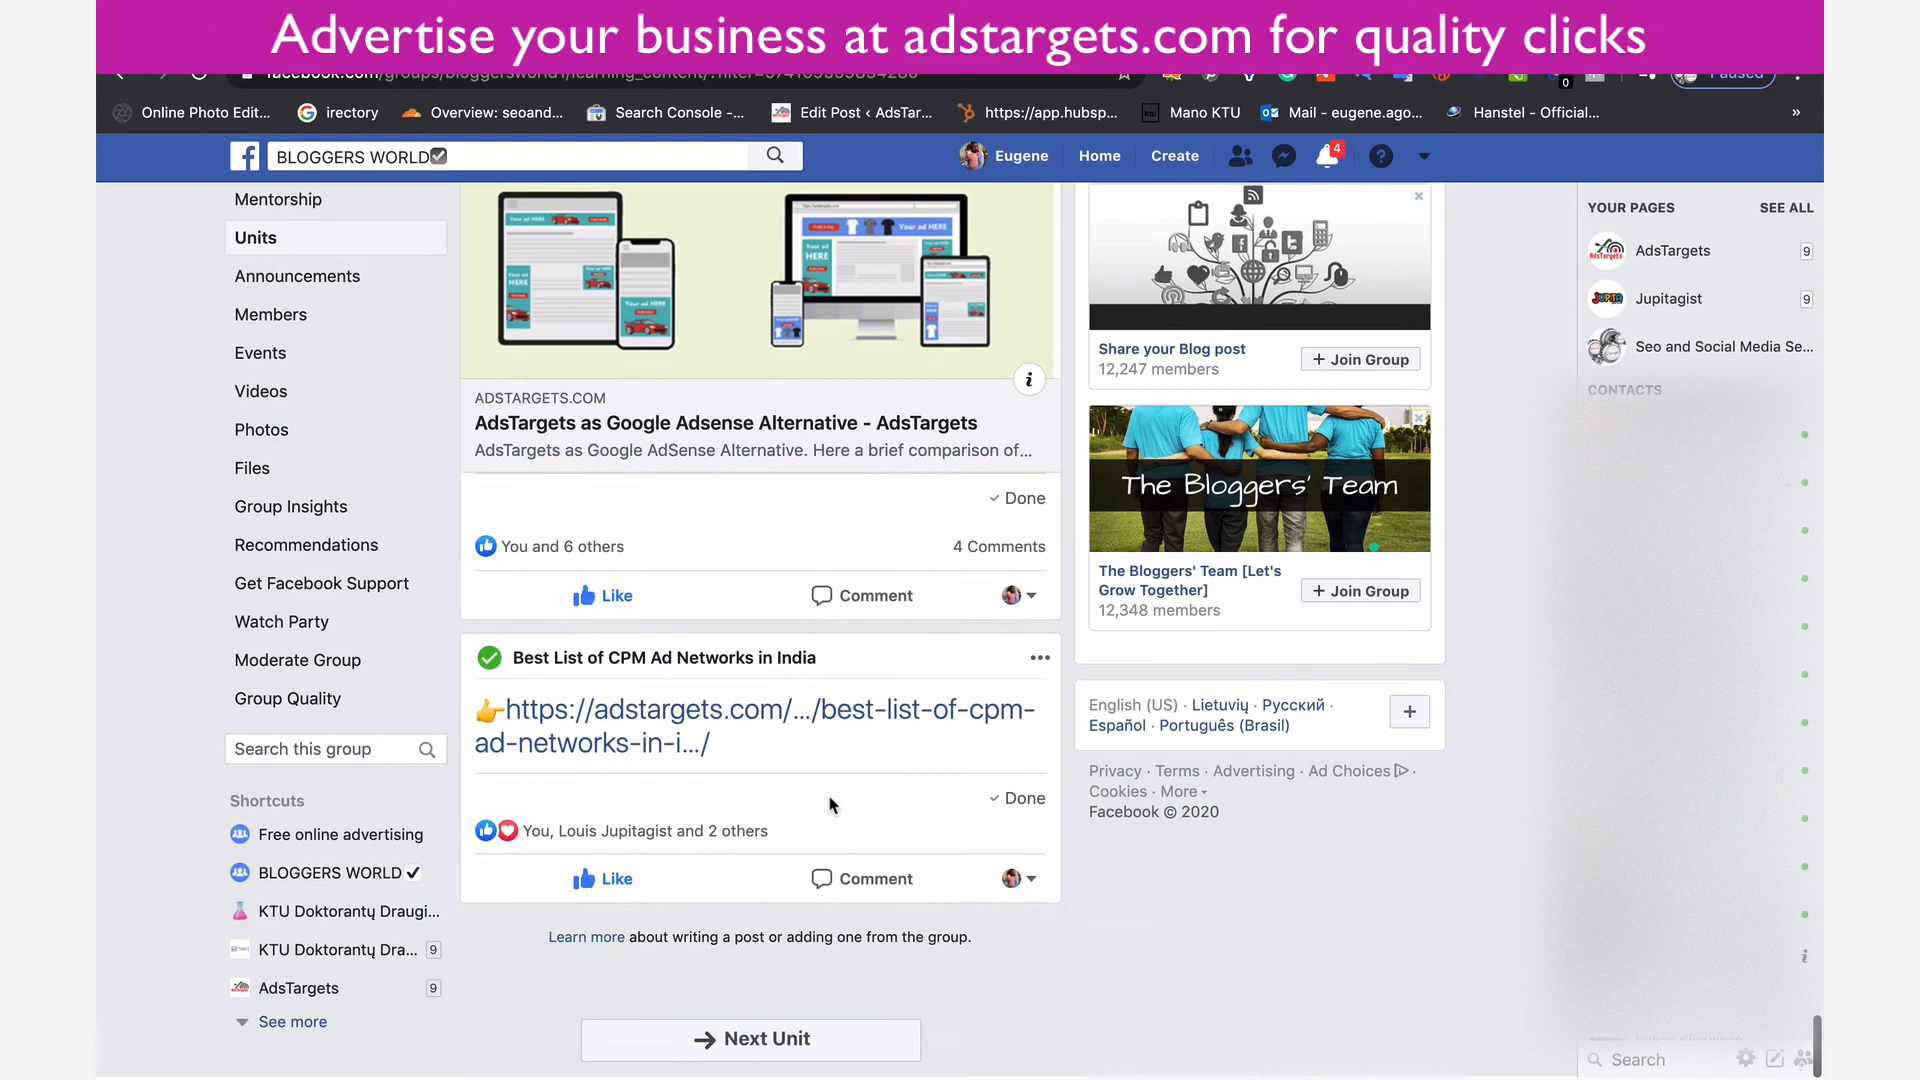 Advertise your business at adstargets.com for quality clicks
0
Paused
Online Photo Edit...
irectory
Overview: seoand...
Search Console -...
Edit Post ‹ AdsTar...
https://app.hubsp...
Mano KTU
Mail - eugene.ago...
Hanstel - Official...
»
BLOGGERS WORLD☑
Eugene
Home
Create
4
Mentorship
Units
Announcements
Members
Events
Videos
Photos
Files
Group Insights
Recommendations
Get Facebook Support
Watch Party
Moderate Group
Group Quality
Search this group
Shortcuts
Free online advertising
BLOGGERS WORLD ✔
KTU Doktorantų Draugi...
KTU Doktorantų Dra... 9
AdsTargets 9
See more
Your ad HERE
ADSTARGETS.COM
AdsTargets as Google Adsense Alternative - AdsTargets
AdsTargets as Google AdSense Alternative. Here a brief comparison of...
✓ Done
You and 6 others
4 Comments
Like
Comment
Best List of CPM Ad Networks in India
👉https://adstargets.com/.../best-list-of-cpm-
ad-networks-in-i.../
✓ Done
You, Louis Jupitagist and 2 others
Like
Comment
Learn more about writing a post or adding one from the group.
→ Next Unit
Share your Blog post
12,247 members
+ Join Group
The Bloggers' Team
The Bloggers' Team [Let's
Grow Together]
12,348 members
+ Join Group
English (US) · Lietuvių · Русский ·
Español · Português (Brasil)
Privacy · Terms · Advertising · Ad Choices ·
Cookies · More
Facebook © 2020
YOUR PAGES
SEE ALL
AdsTargets 9
Jupitagist 9
Seo and Social Media Se...
CONTACTS
Search